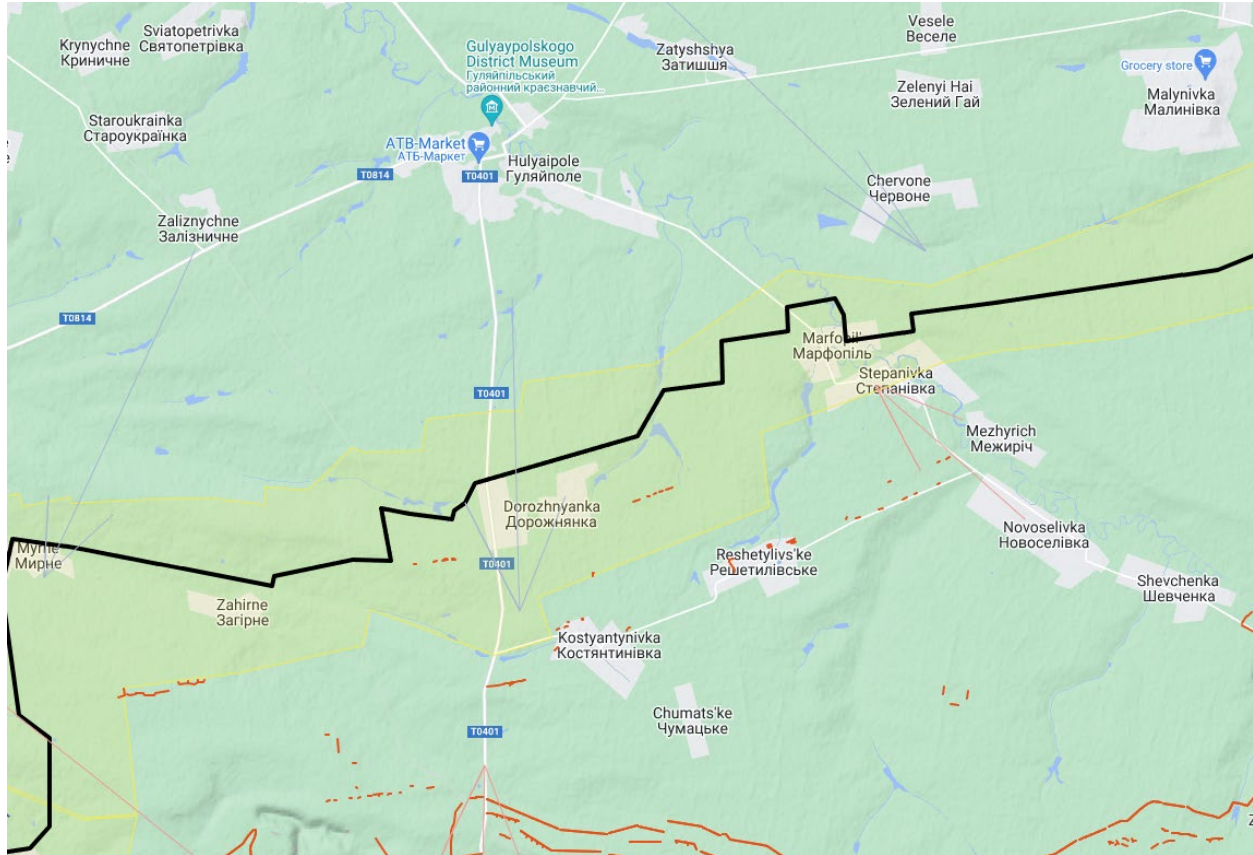 Sviatopetrivka
Святопетрівка
Krynychne
Криничне
Gulyaypolskogo
District Museum
Гуляйпільський
районний краєзнавчий...
Zatyshshya
Затишшя
Vesele
Веселе
Grocery store
Malynivka
Малинівка
Zelenyi Hai
Зелений Гай
Staroukrainka
Староукраїнка
ATB-Market
АТБ-Маркет
Hulyaipole
Гуляйполе
T0814
T0401
Chervone
Червоне
Zaliznychne
Залізничне
T0814
Marfopil'
Марфопіль
Stepanivka
Степанівка
T0401
Mezhyrich
Межиріч
Dorozhnyanka
Дорожнянка
Novoselivka
Новоселівка
Myrne
Мирне
T0401
Reshetylivs'ke
Решетилівське
Shevchenka
Шевченка
Zahirne
Загірне
Kostyantynivka
Костянтинівка
Chumats'ke
Чумацьке
T0401